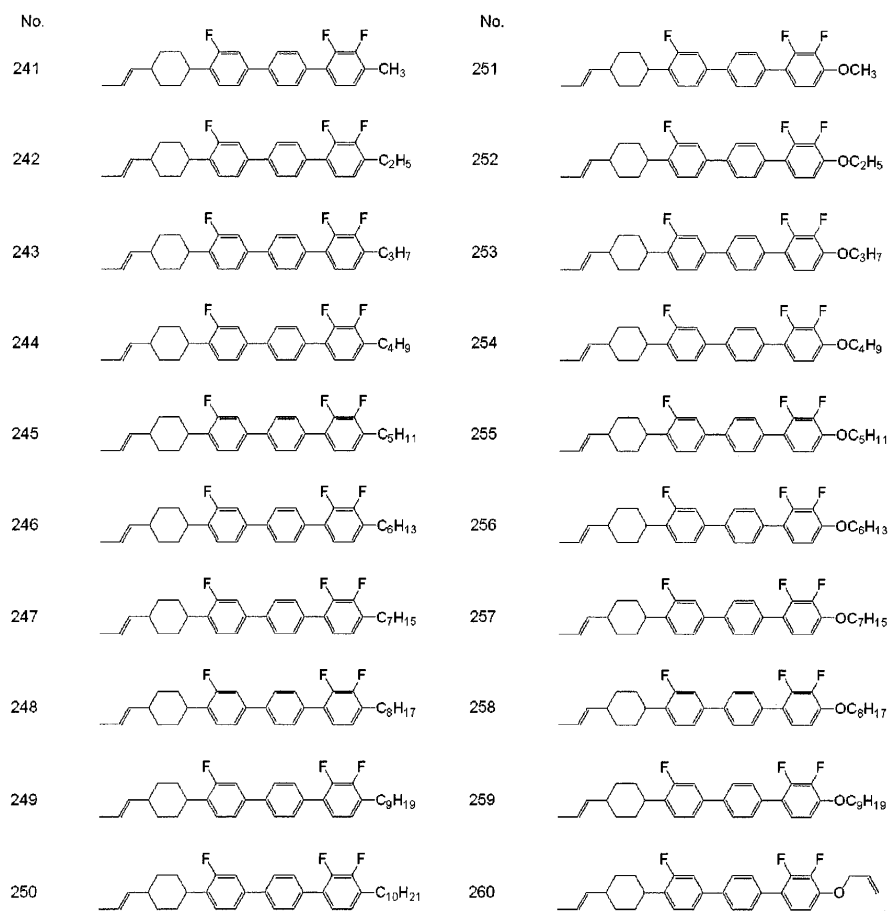 No. No.
F F F F F F
241 CH3 251 OCH3
F F F F F F
242 C2H5 252 OC2H5
F F F F F F
243 C3H7 253 OC3H7
F F F F F F
244 C4H9 254 OC4H9
F F F F F F
245 C5H11 255 OC5H11
F F F F F F
246 C6H13 256 OC6H13
F F F F F F
247 C7H15 257 OC7H15
F F F F F F
248 C8H17 258 OC8H17
F F F F F F
249 C9H19 259 OC9H19
F F F F F F
250 C10H21 260 O